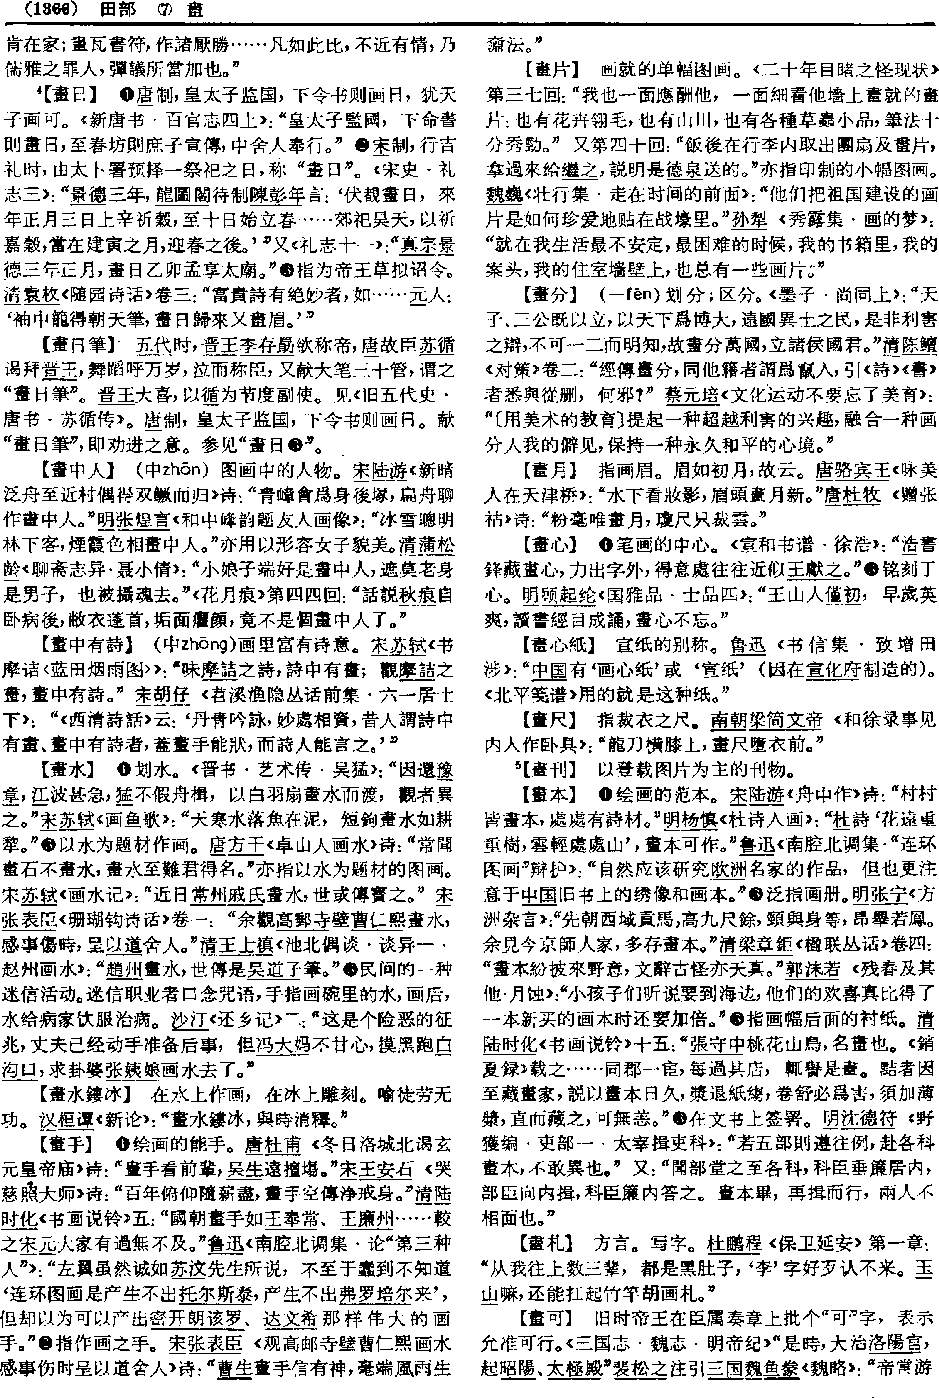 (1366) 田部 ⑦ 畫
肯在家；畫瓦書符，作諸厭勝……凡如此比，不近有情，乃
儒雅之罪人，彈議所當加也。”
⁴【畫日】 ❶唐制，皇太子监国，下令书则画日，犹天
子画可。《新唐书·百官志四上》：“皇太子監國，下命書
則畫日，至春坊則庶子宣傳，中舍人奉行。” ❷宋制，行吉
礼时，由太卜署预择一祭祀之日，称“畫日”。《宋史·礼
志三》：“景德三年，龍圖閣待制陳彭年言：‘伏覩畫日，來
年正月三日上辛祈穀，至十日始立春……郊祀昊天，以祈
嘉穀，當在建寅之月，迎春之後。’”又《礼志十一》：“真宗景
德三年正月，畫日乙卯孟享太廟。”❸指为帝王草拟诏令。
清袁枚《随园诗话》卷三：“富貴詩有絶妙者，如……元人：
‘袖中籠得朝天筆，畫日歸來又畫眉。’”
【畫日筆】 五代时，晋王李存勗欲称帝，唐故臣苏循
谒拜晋王，舞蹈呼万岁，泣而称臣，又献大笔三十管，谓之
“畫日筆”。晋王大喜，以循为节度副使。见《旧五代史·
唐书·苏循传》。唐制，皇太子监国，下令书则画日。献
“畫日筆”，即劝进之意。参见“畫日❶”。
【畫中人】 （中zhōn）图画中的人物。宋陆游《新晴
泛舟至近村偶得双鳜而归》诗：“青峰會爲身後塚，扁舟聊
作畫中人。”明张煌言《和中峰韵题友人画像》：“冰雪聰明
林下客，煙霞色相畫中人。”亦用以形容女子貌美。清蒲松
龄《聊斋志异·聂小倩》：“小娘子端好是畫中人，遮莫老身
是男子，也被攝魂去。”《花月痕》第四四回：“話説秋痕自
卧病後，敝衣蓬首，垢面癯顔，竟不是個畫中人了。”
【畫中有詩】 （中zhōng）画里富有诗意。宋苏轼《书
摩诘〈蓝田烟雨图〉》：“味摩詰之詩，詩中有畫；觀摩詰之
畫，畫中有詩。” 宋胡仔《苕溪渔隐丛话前集·六一居士
下》：“《西清詩話》云：‘丹青吟詠，妙處相資，昔人謂詩中
有畫、畫中有詩者，蓋畫手能狀，而詩人能言之。’”
【畫水】 ❶划水。《晋书·艺术传·吴猛》：“因還豫
章，江波甚急，猛不假舟楫，以白羽扇畫水而渡，觀者異
之。”宋苏轼《画鱼歌》：“天寒水落魚在泥，短鉤畫水如耕
犂。”❷以水为题材作画。唐方干《卢山人画水》诗：“常聞
畫石不畫水，畫水至難君得名。”亦指以水为题材的图画。
宋苏轼《画水记》：“近日常州戚氏畫水，世或傳寳之。” 宋
张表臣《珊瑚钩诗话》卷一：“余觀高郵寺壁曹仁熙畫水，
感事傷時，呈以道舍人。”清王士禛《池北偶谈·谈异一·
赵州画水》：“趙州畫水，世傳是吴道子筆。”❸民间的一种
迷信活动。迷信职业者口念咒语，手指画碗里的水，画后，
水给病家饮服治病。沙汀《还乡记》一：“这是个险恶的征
兆，丈夫已经动手准备后事，但冯大妈不甘心，摸黑跑白
沟口，求卦婆张姨娘画水去了。”
【畫水鏤冰】 在水上作画，在冰上雕刻。喻徒劳无
功。汉桓谭《新论》：“畫水鏤冰，與時消釋。”
【畫手】 ❶绘画的能手。唐杜甫《冬日洛城北谒玄
元皇帝庙》诗：“畫手看前輩，吴生遠擅場。”宋王安石《哭
慈照大师》诗：“百年俯仰隨薪盡，畫手空傳浄戒身。”清陆
时化《书画说铃》五：“國朝畫手如王奉常、王廉州……較
之宋元大家有過無不及。”鲁迅《南腔北调集·论“第三种
人”》：“左翼虽然诚如苏汶先生所说，不至于蠢到不知道
‘连环图画是产生不出托尔斯泰，产生不出弗罗培尔来’，
但却以为可以产出密开朗该罗、达文希那样伟大的画
手。”❷指作画之手。宋张表臣《观高邮寺壁曹仁熙画水
感事伤时呈以道舍人》诗：“曹生畫手信有神，毫端風雨生
濔法。”
【畫片】 画就的单幅图画。《二十年目睹之怪现状》
第三七回：“我也一面應酬他，一面細看他墻上畫就的畫
片；也有花卉翎毛，也有山川，也有各種草蟲小品，筆法十
分秀勁。”又第四十回：“飯後在行李内取出團扇及畫片，
拿過來给繼之，説明是德泉送的。”亦指印制的小幅图画。
魏巍《壮行集·走在时间的前面》：“他们把祖国建设的画
片是如何珍爱地贴在战壕里。”孙犁《秀露集·画的梦》：
“就在我生活最不安定，最困难的时候，我的书箱里，我的
案头，我的住室墙壁上，也总有一些画片。”
【畫分】 （—fēn）划分；区分。《墨子·尚同上》：“天
子、三公既以立，以天下爲博大，遠國異土之民，是非利害
之辯，不可一二而明知，故畫分萬國，立諸侯國君。”清陈鳣
《对策》卷二：“經傳畫分，同他籍者謂爲竄入，引《詩》《書》
者悉與從删，何邪？” 蔡元培《文化运动不要忘了美育》：
“〔用美术的教育〕提起一种超越利害的兴趣，融合一种画
分人我的僻见，保持一种永久和平的心境。”
【畫月】 指画眉。眉如初月，故云。唐骆宾王《咏美
人在天津桥》：“水下看妝影，眉頭畫月新。”唐杜牧《赠张
祜》诗：“粉毫唯畫月，瓊尺只裁雲。”
【畫心】 ❶笔画的中心。《宣和书谱·徐浩》：“浩書
鋒藏畫心，力出字外，得意處往往近似王獻之。”❷铭刻于
心。明顾起纶《国雅品·士品四》：“王山人僅初，早歲英
爽，讀書經目成誦，畫心不忘。”
【畫心紙】 宣纸的别称。鲁迅《书信集·致增田
涉》：“中国有‘画心纸’或‘宣纸’（因在宣化府制造的）。
《北平笺谱》用的就是这种纸。”
【畫尺】 指裁衣之尺。南朝梁简文帝《和徐录事见
内人作卧具》：“龍刀横膝上，畫尺墮衣前。”
⁵【畫刊】 以登载图片为主的刊物。
【畫本】 ❶绘画的范本。宋陆游《舟中作》诗：“村村
皆畫本，處處有詩材。”明杨慎《杜诗人画》：“杜詩‘花遠重
重樹，雲輕處處山’，畫本可作。”鲁迅《南腔北调集·“连环
图画”辩护》：“自然应该研究欧洲名家的作品，但也更注
意于中国旧书上的绣像和画本。”❷泛指画册。明张宁《方
洲杂言》：“先朝西域貢馬，高九尺餘，頸與身等，昂舉若鳳。
余見今京師人家，多存畫本。”清梁章鉅《楹联丛话》卷四：
“畫本紛披來野意，文辭古怪亦天真。”郭沫若《残春及其
他·月蚀》：“小孩子们听说要到海边，他们的欢喜真比得了
一本新买的画本时还要加倍。”❸指画幅后面的衬纸。清
陆时化《书画说铃》十五：“張守中桃花山鳥，名畫也。《銷
夏録》载之……同郡一宦，每過其店，輒譽是畫。點者因
至藏畫家，説以畫本日久，漿退紙綻，卷舒必爲害，須加薄
漿，直而藏之，可無恙。”❹在文书上签署。明沈德符《野
獲编·吏部一·太宰揖吏科》：“若五部則遵往例，赴各科
畫本，不敢異也。” 又：“聞部堂之至各科，科臣垂簾居内，
部臣向内揖，科臣簾内答之。畫本畢，再揖而行，兩人不
相面也。”
【畫札】 方言。写字。杜鹏程《保卫延安》第一章：
“从我往上数三辈，都是黑肚子，‘李’字好歹认不来。玉
山嘛，还能扛起竹竿胡画札。”
【畫可】 旧时帝王在臣属奏章上批个“可”字，表示
允准可行。《三国志·魏志·明帝纪》“是時，大治洛陽宫，
起昭陽、太極殿”裴松之注引三国魏鱼豢《魏略》：“帝常游